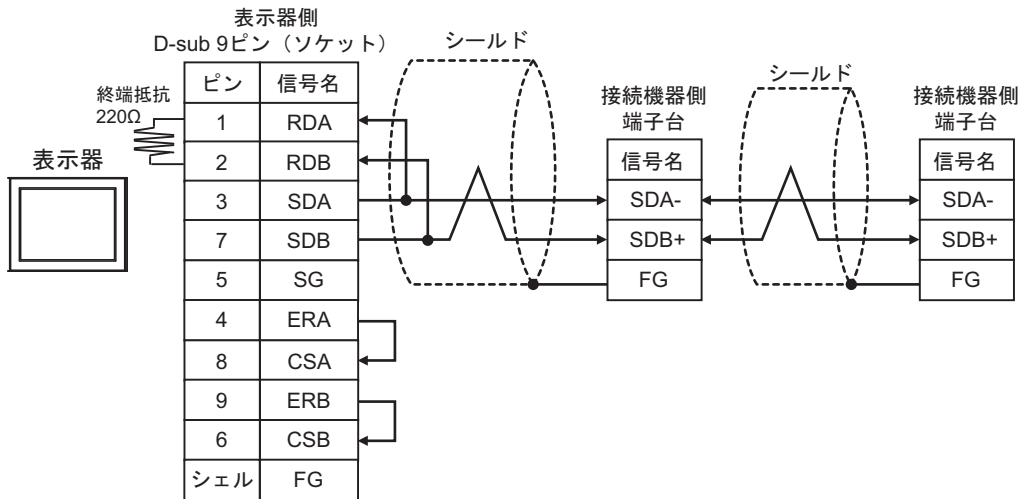 表示器側
D-sub 9ピン（ソケット）
シールド
シールド
終端抵抗
220Ω
表示器
ピン 信号名
1 RDA
2 RDB
3 SDA
7 SDB
5 SG
4 ERA
8 CSA
9 ERB
6 CSB
シェル FG
接続機器側
端子台
信号名
SDA-
SDB+
FG
接続機器側
端子台
信号名
SDA-
SDB+
FG